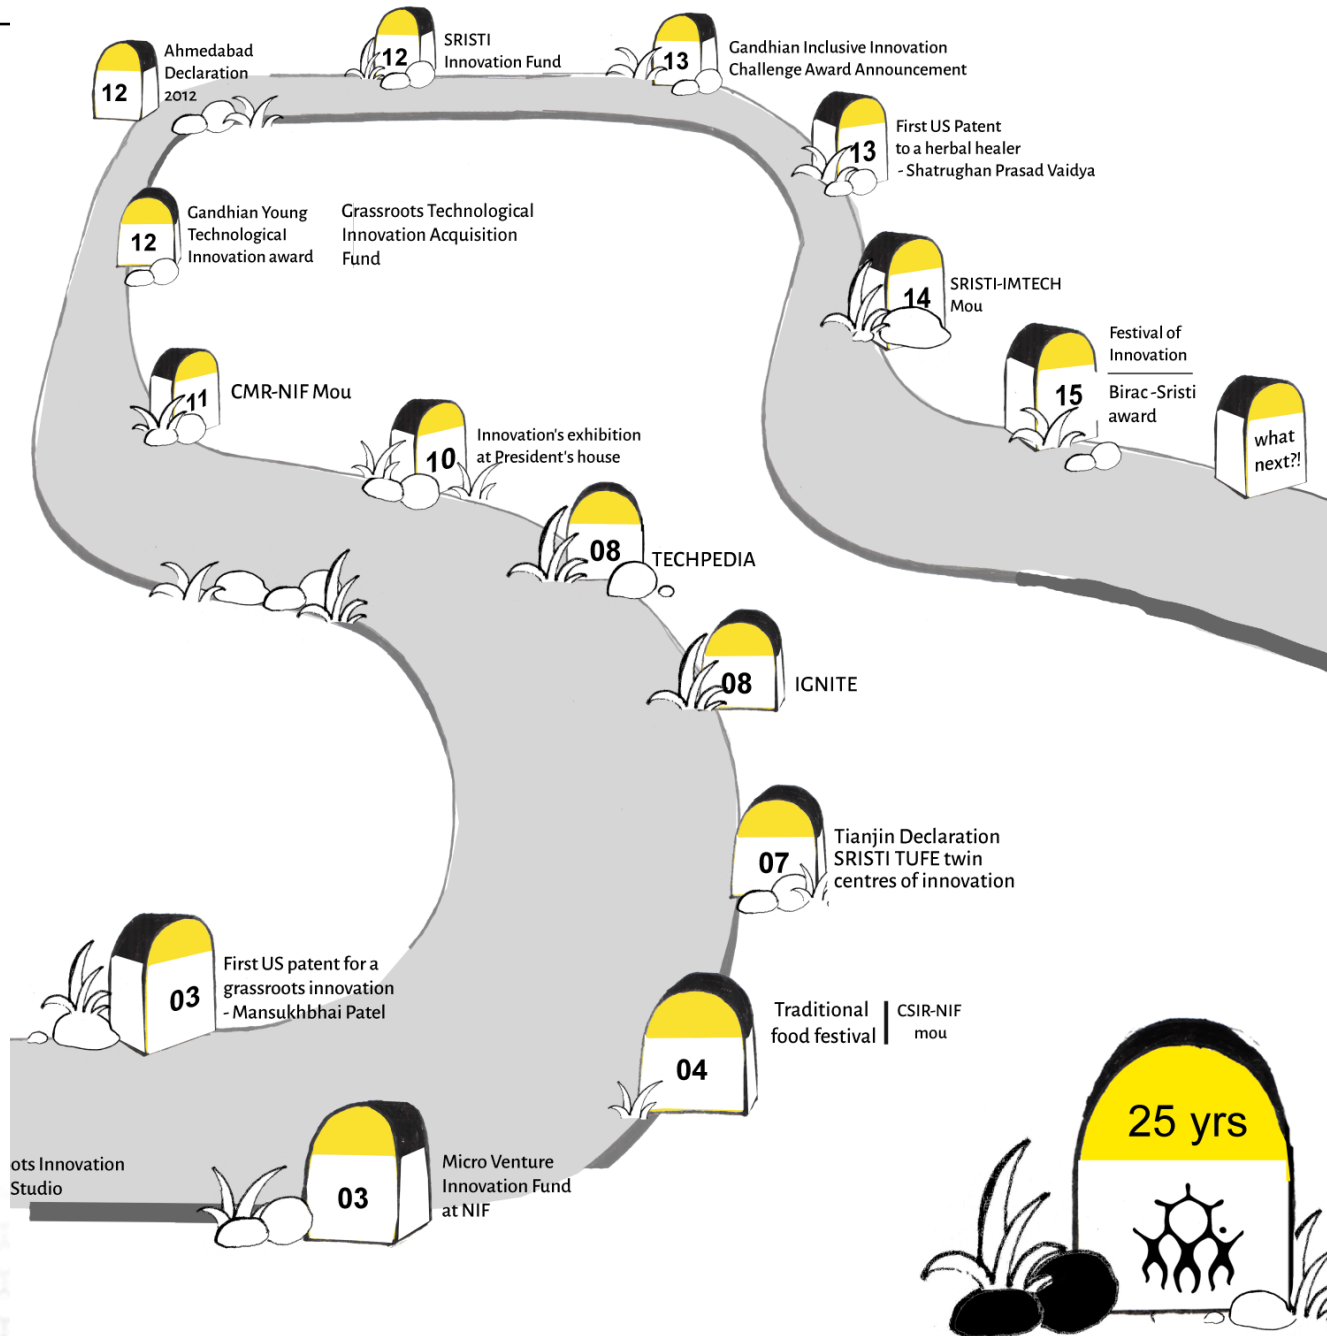 12
Ahmedabad
Declaration
2012
12
SRISTI
Innovation Fund
13
Gandhian Inclusive Innovation
Challenge Award Announcement
13
First US Patent
to a herbal healer
- Shatrughan Prasad Vaidya
12
Gandhian Young
Technological
Innovation award
Grassroots Technological
Innovation Acquisition
Fund
14
SRISTI-IMTECH
Mou
15
Festival of
Innovation
Birac -Sristi
award
what
next?!
11
CMR-NIF Mou
10
Innovation's exhibition
at President's house
08
TECHPEDIA
08
IGNITE
07
Tianjin Declaration
SRISTI TUFE twin
centres of innovation
03
First US patent for a
grassroots innovation
- Mansukhbhai Patel
04
Traditional
food festival
CSIR-NIF
mou
03
Micro Venture
Innovation Fund
at NIF
ots Innovation
Studio
25 yrs